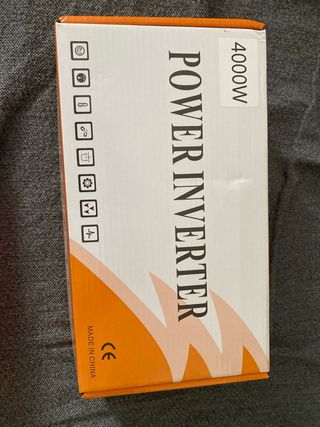 4000W
POWER INVERTER
CE
MADE IN CHINA